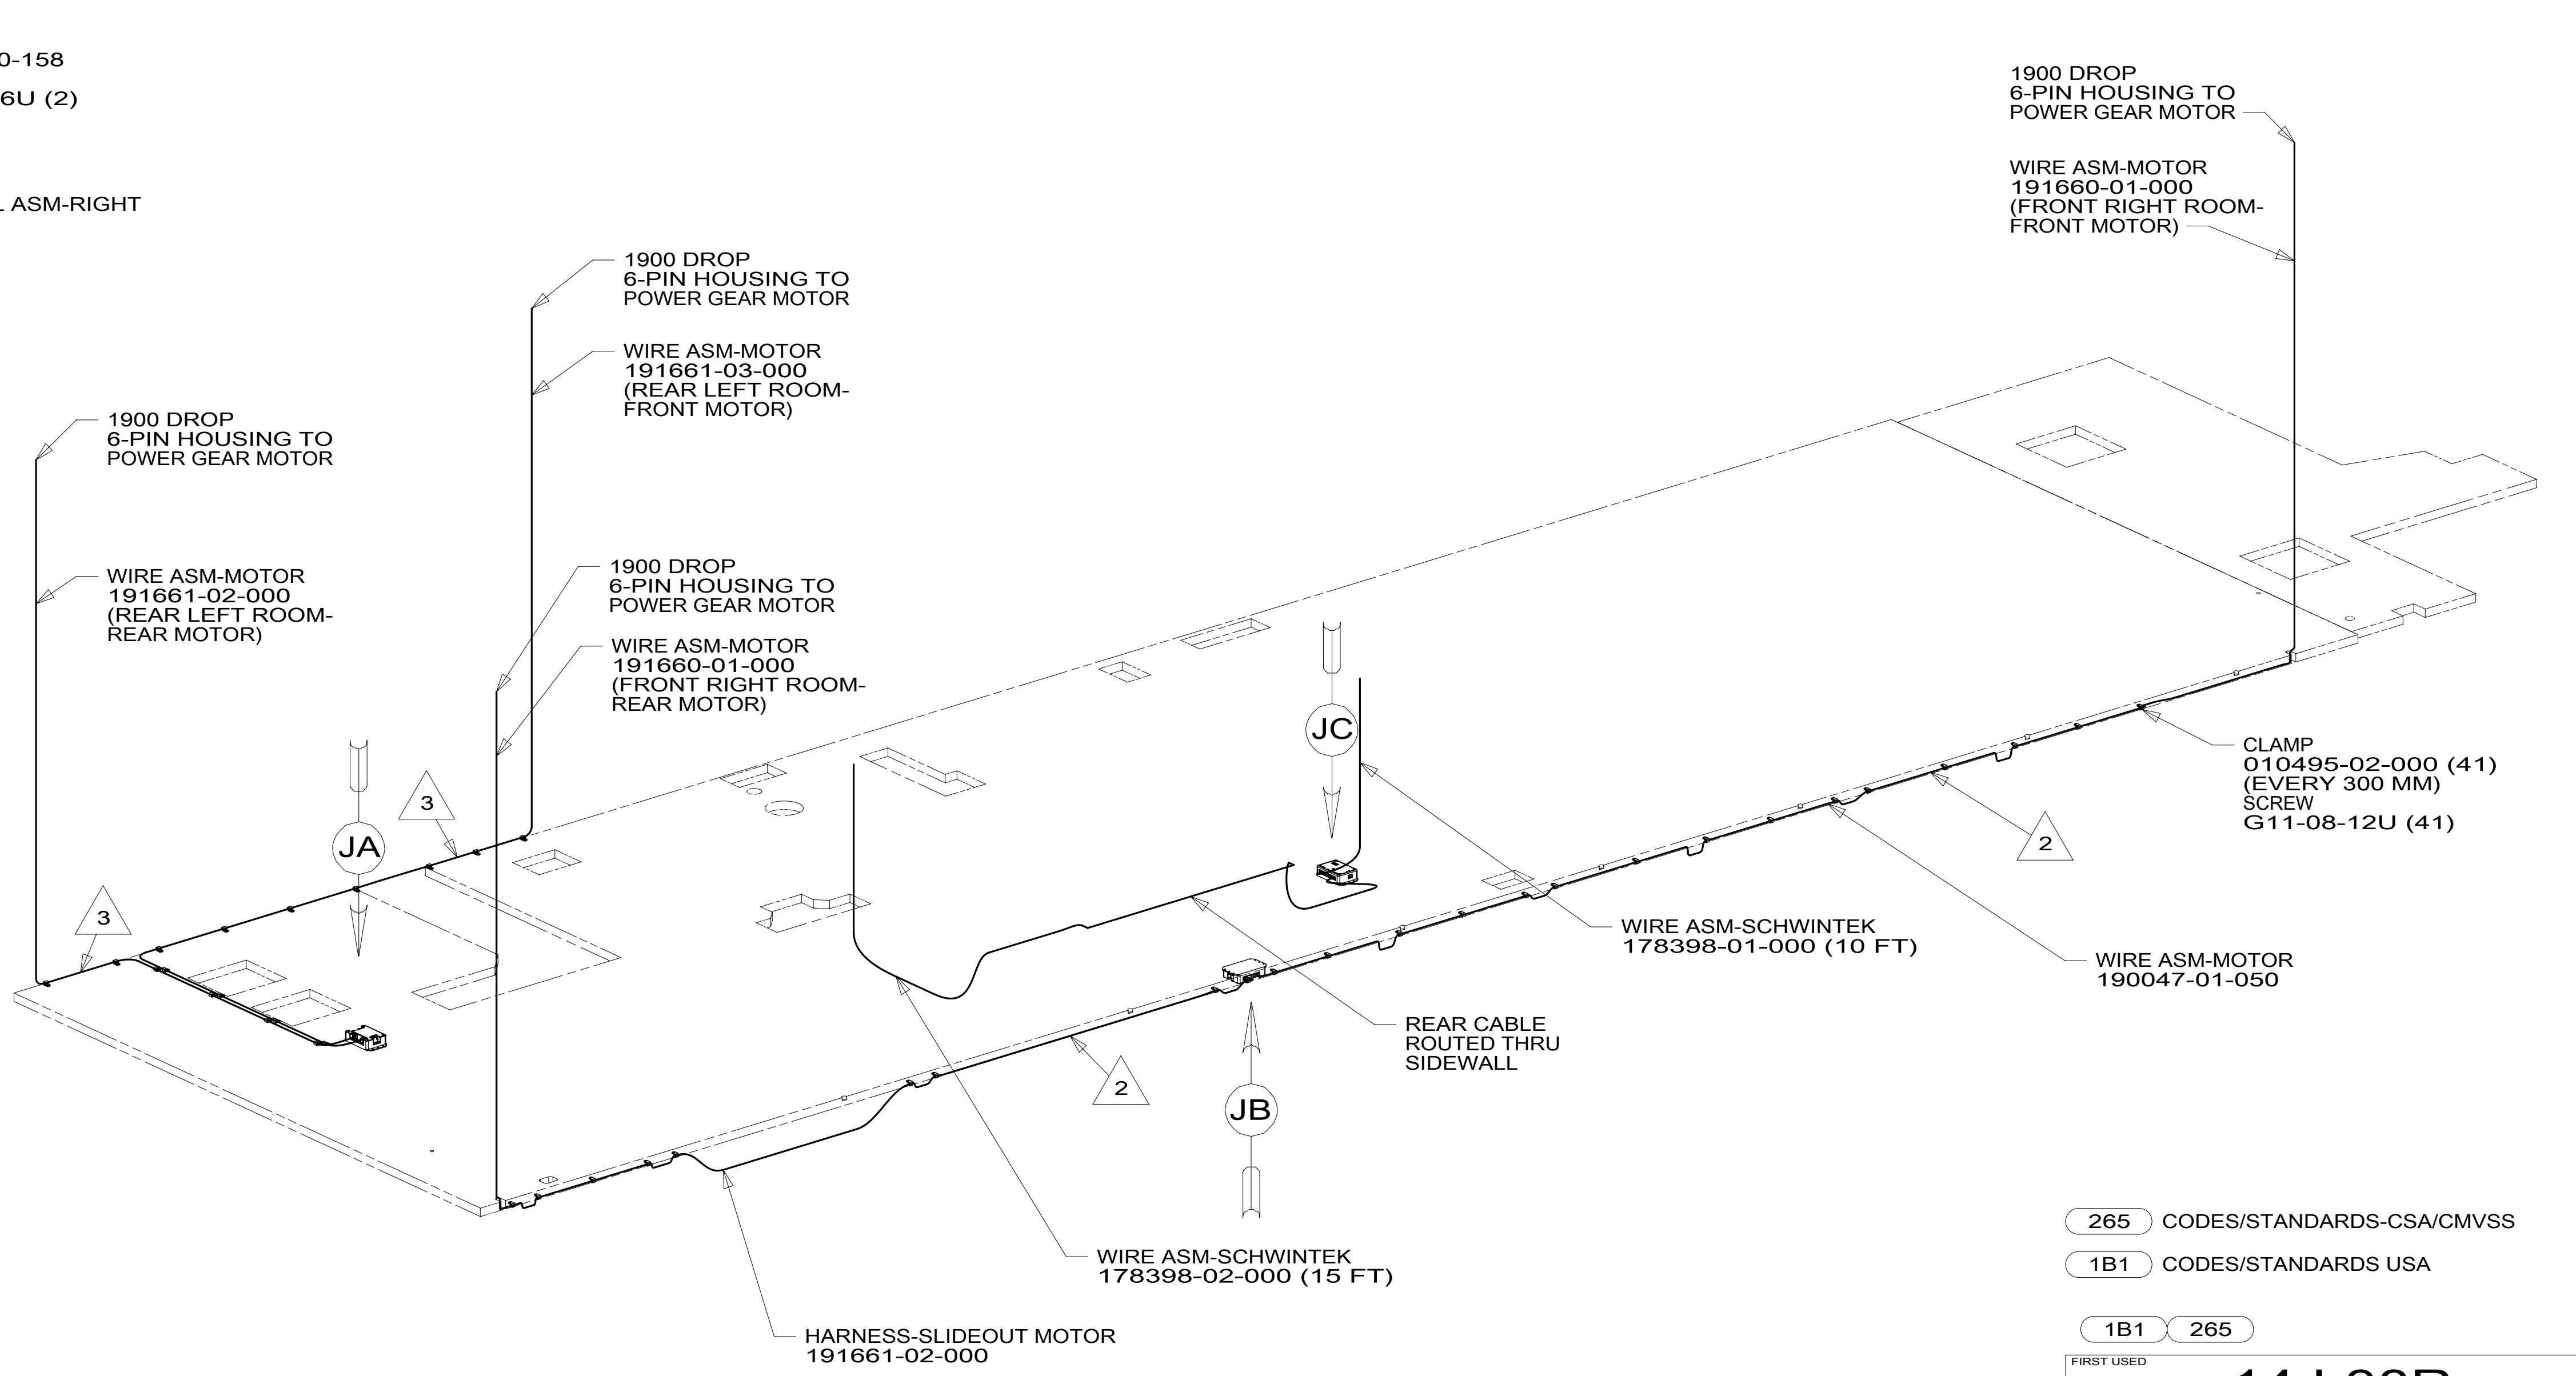 0-158
6U (2)
ASM-RIGHT
1900 DROP
6-PIN HOUSING TO
POWER GEAR MOTOR
WIRE ASM-MOTOR
191660-01-000
(FRONT RIGHT ROOM-
FRONT MOTOR)
1900 DROP
6-PIN HOUSING TO
POWER GEAR MOTOR
WIRE ASM-MOTOR
191661-03-000
(REAR LEFT ROOM-
FRONT MOTOR)
1900 DROP
6-PIN HOUSING TO
POWER GEAR MOTOR
WIRE ASM-MOTOR
191661-02-000
(REAR LEFT ROOM-
REAR MOTOR)
1900 DROP
6-PIN HOUSING TO
POWER GEAR MOTOR
WIRE ASM-MOTOR
191660-01-000
(FRONT RIGHT ROOM-
REAR MOTOR)
JC
JA
3
3
CLAMP
010495-02-000 (41)
(EVERY 300 MM)
SCREW
G11-08-12U (41)
2
WIRE ASM-SCHWINTEK
178398-01-000 (10 FT)
WIRE ASM-MOTOR
190047-01-050
REAR CABLE
ROUTED THRU
SIDEWALL
2
JB
WIRE ASM-SCHWINTEK
178398-02-000 (15 FT)
HARNESS-SLIDEOUT MOTOR
191661-02-000
265 CODES/STANDARDS-CSA/CMVSS
1B1 CODES/STANDARDS USA
1B1 265
FIRST USED